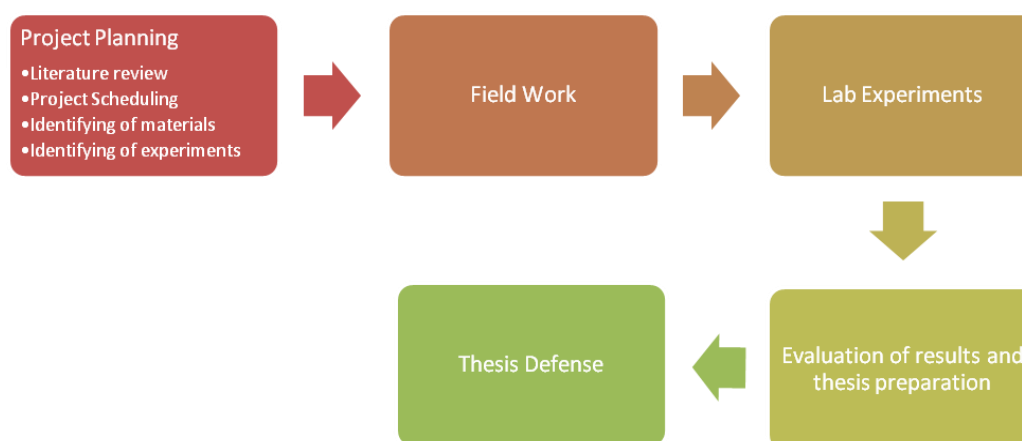 Project Planning
•Literature review
•Project Scheduling
•Identifying of materials
•Identifying of experiments
Field Work
Lab Experiments
Evaluation of results and
thesis preparation
Thesis Defense